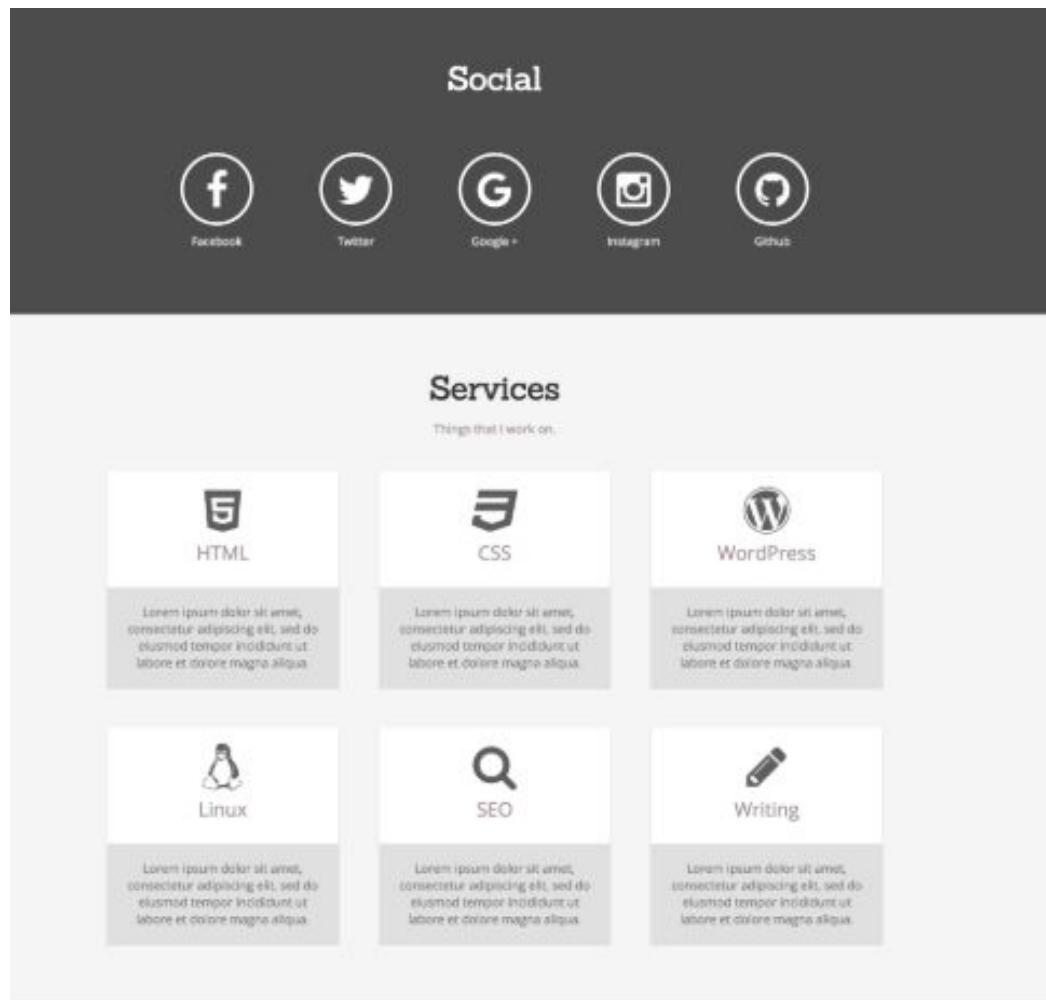 Social
Facebook Twitter Google + Instagram Github
Services
Things that I work on.
HTML CSS WordPress
Lorem ipsum dolor sit amet,
consectetur adipiscing elit, sed do
eiusmod tempor incididunt ut
labore et dolore magna aliqua.
Lorem ipsum dolor sit amet,
consectetur adipiscing elit, sed do
eiusmod tempor incididunt ut
labore et dolore magna aliqua.
Lorem ipsum dolor sit amet,
consectetur adipiscing elit, sed do
eiusmod tempor incididunt ut
labore et dolore magna aliqua.
Linux SEO Writing
Lorem ipsum dolor sit amet,
consectetur adipiscing elit, sed do
eiusmod tempor incididunt ut
labore et dolore magna aliqua.
Lorem ipsum dolor sit amet,
consectetur adipiscing elit, sed do
eiusmod tempor incididunt ut
labore et dolore magna aliqua.
Lorem ipsum dolor sit amet,
consectetur adipiscing elit, sed do
eiusmod tempor incididunt ut
labore et dolore magna aliqua.